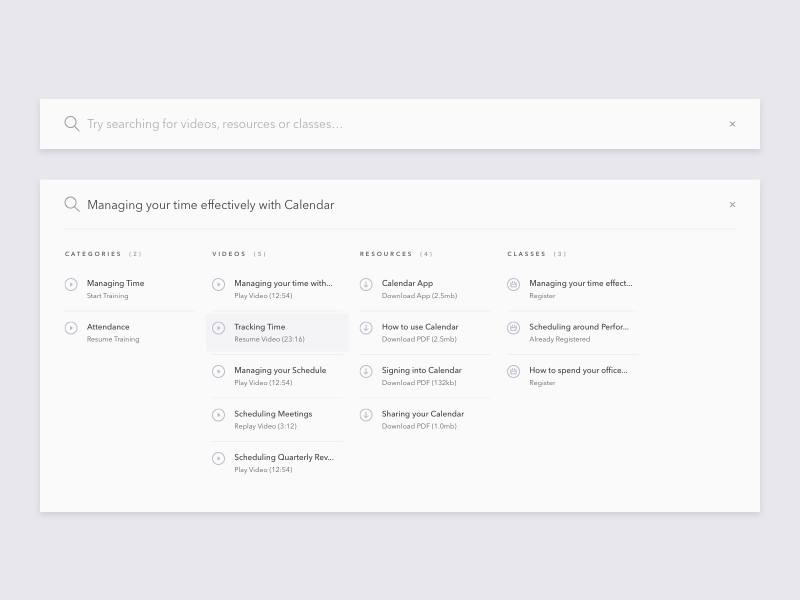 Try searching for videos, resources or classes...
×
Managing your time effectively with Calendar
×
CATEGORIES (2)
Managing Time
Start Training
Attendance
Resume Training
VIDEOS (5)
Managing your time with...
Play Video (12:54)
Tracking Time
Resume Video (23:16)
Managing your Schedule
Play Video (12:54)
Scheduling Meetings
Replay Video (3:12)
Scheduling Quarterly Rev...
Play Video (12:54)
RESOURCES (4)
Calendar App
Download App (2.5mb)
How to use Calendar
Download PDF (2.5mb)
Signing into Calendar
Download PDF (132kb)
Sharing your Calendar
Download PDF (1.0mb)
CLASSES (3)
Managing your time effect...
Register
Scheduling around Perfor...
Already Registered
How to spend your office...
Register